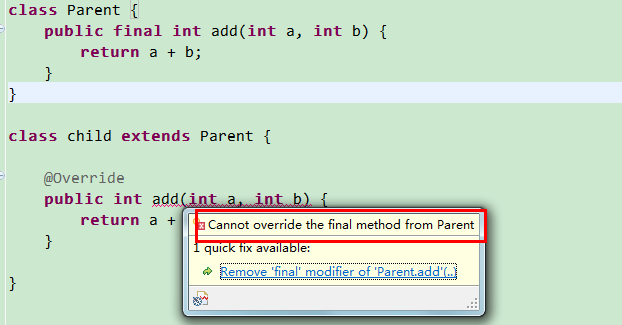 class Parent {
public final int add(int a, int b) {
return a + b;
}
}
class child extends Parent {
@Override
public int add(int a, int b) {
return a +
}
}
Cannot override the final method from Parent
1 quick fix available:
Remove 'final' modifier of 'Parent.add'(..)